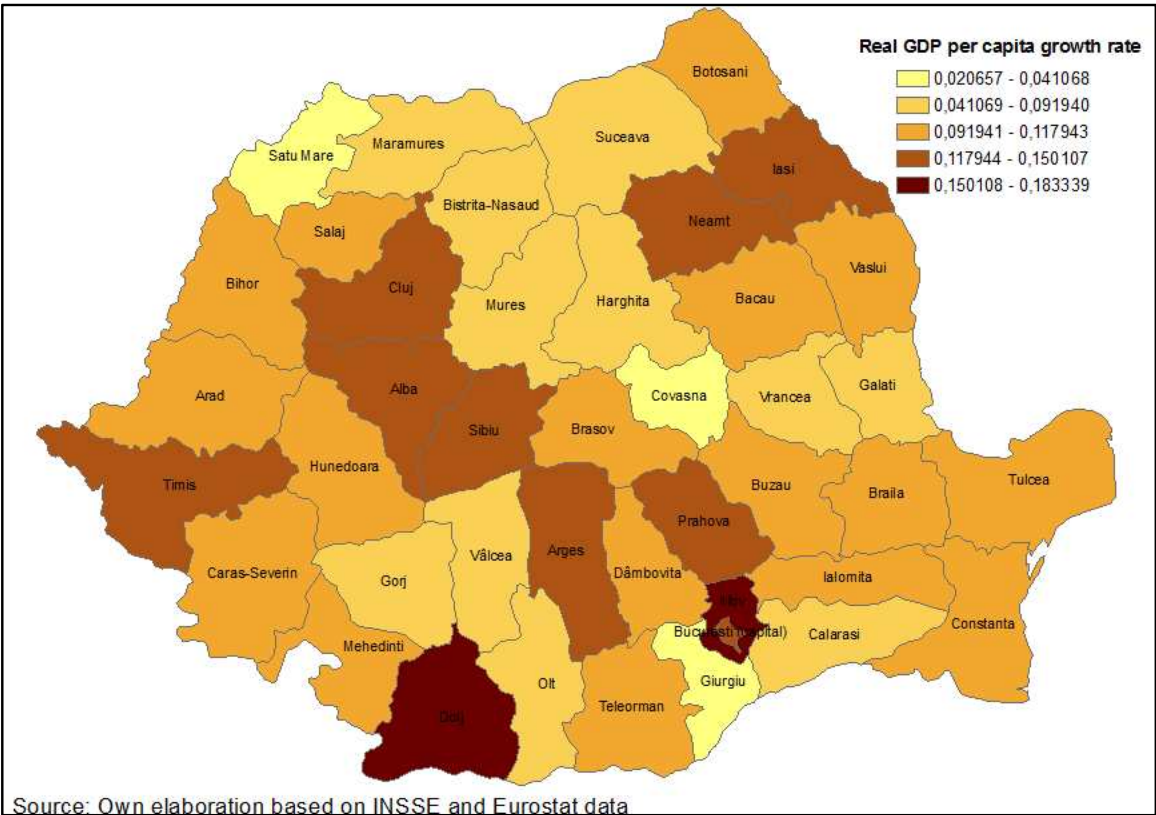 Real GDP per capita growth rate
0,020657 - 0,041068
0,041069 - 0,091940
0,091941 - 0,117943
0,117944 - 0,150107
0,150108 - 0,183339
Botosani
Suceava
Maramures
Satu Mare
Iasi
Bistrita-Nasaud
Neamt
Salaj
Vaslui
Bihor
Cluj
Mures
Harghita
Bacau
Alba
Arad
Covasna
Vrancea
Galati
Sibiu
Brasov
Hunedoara
Timis
Buzau
Braila
Tulcea
Prahova
Vâlcea
Arges
Caras-Severin
Gorj
Dâmbovita
Ialomita
Ilfov
Constanta
Bucuresti (capital)
Calarasi
Mehedinti
Olt
Giurgiu
Teleorman
Dolj
Source: Own elaboration based on INSSE and Eurostat data